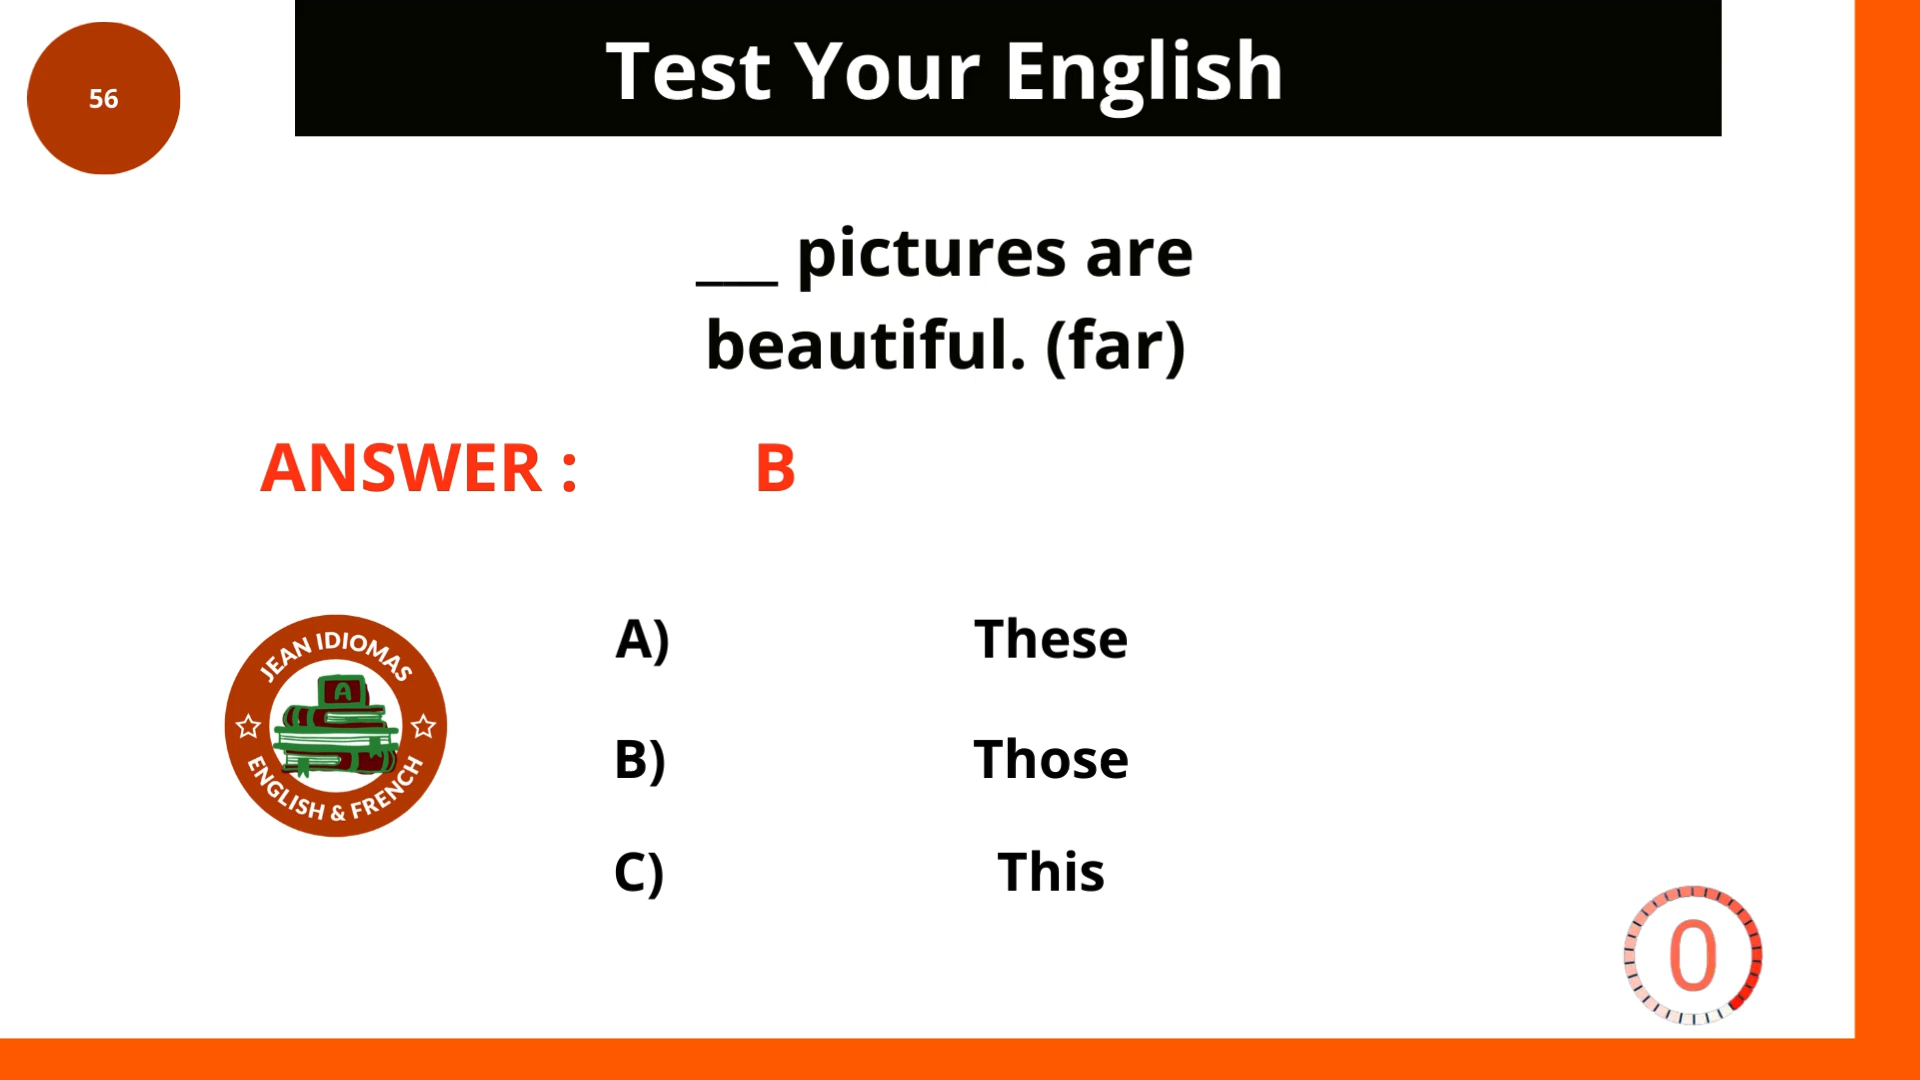 56
Test Your English
___ pictures are
beautiful. (far)
ANSWER : B
JEAN IDIOMAS
A
ENGLISH & FRENCH
A) These
B) Those
C) This
0